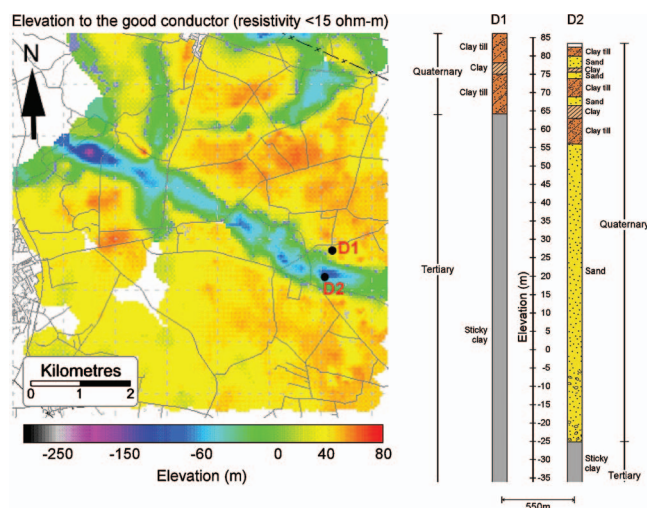 Elevation to the good conductor (resistivity <15 ohm-m)
N
D1
D2
Kilometres
0 1 2
-250 -150 -60 0 40 80
Elevation (m)
D1 D2
Quaternary
Tertiary
Clay till
Clay
Clay till
Sticky clay
Elevation (m)
85
80
75
70
65
60
55
50
45
40
35
30
25
20
15
10
5
0
-5
-10
-15
-20
-25
-30
-35
Clay till
Sand
Clay
Sand
Clay till
Sand
Clay
Clay till
Sand
Sticky clay
Quaternary
Tertiary
550m